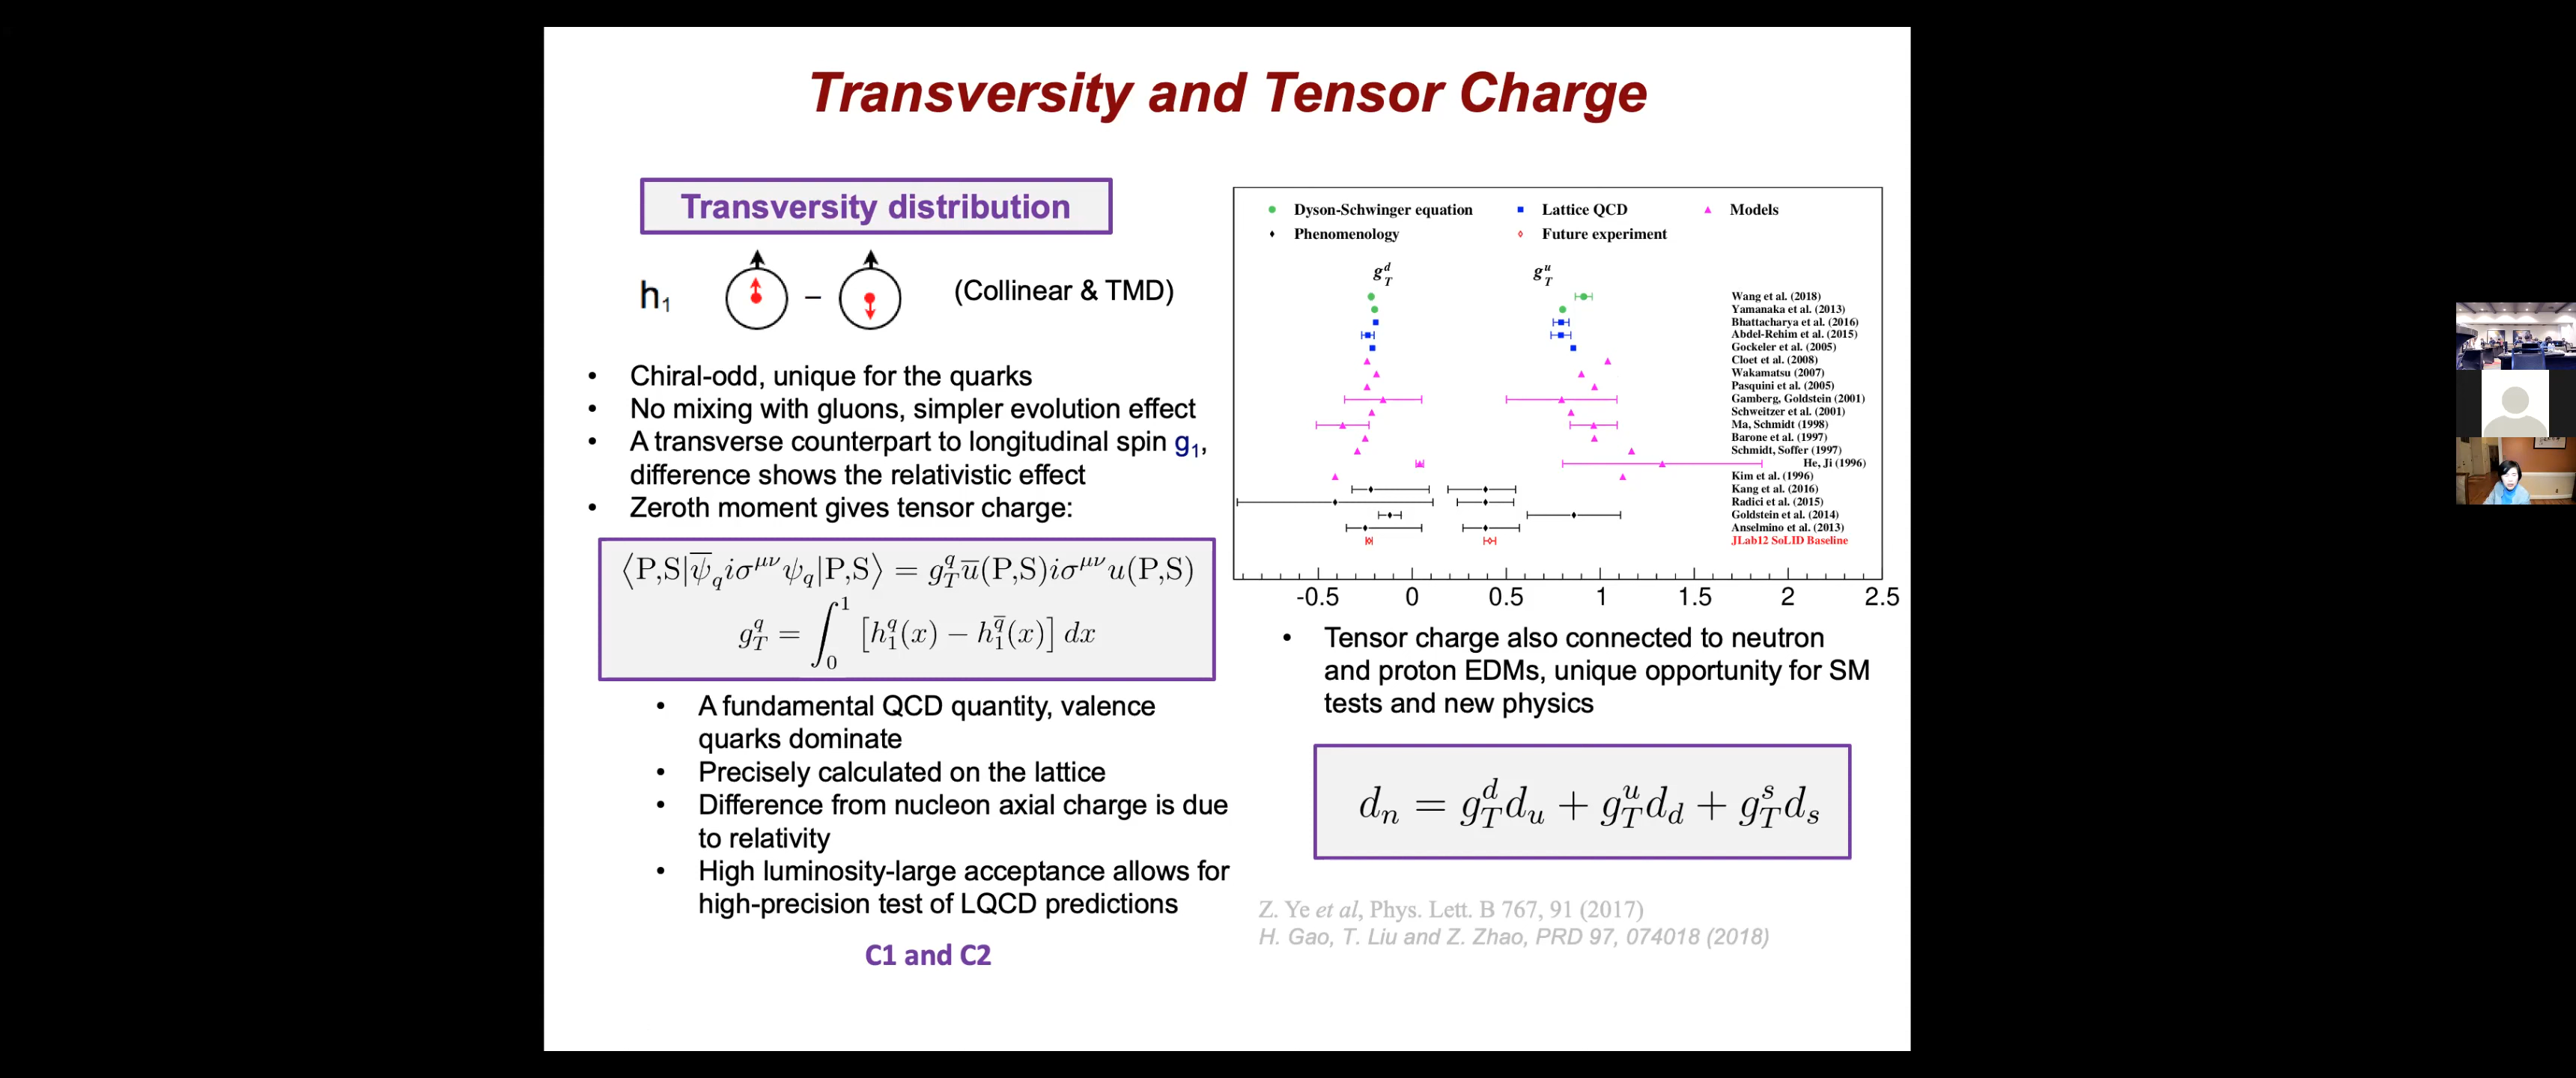 Transversity and Tensor Charge
Transversity distribution
h₁
–
(Collinear & TMD)
• Chiral-odd, unique for the quarks
• No mixing with gluons, simpler evolution effect
• A transverse counterpart to longitudinal spin g₁,
difference shows the relativistic effect
• Zeroth moment gives tensor charge:
⟨P,S|ψ̅_q iσ^{μν} ψ_q|P,S⟩ = g_T^q u̅(P,S)iσ^{μν}u(P,S)
g_T^q = ∫_0^1 [h_1^q(x) − h_1^{q̅}(x)] dx
• A fundamental QCD quantity, valence
quarks dominate
• Precisely calculated on the lattice
• Difference from nucleon axial charge is due
to relativity
• High luminosity-large acceptance allows for
high-precision test of LQCD predictions
C1 and C2
Dyson-Schwinger equation
Lattice QCD
Models
Phenomenology
Future experiment
g_T^d
g_T^u
Wang et al. (2018)
Yamanaka et al. (2013)
Bhattacharya et al. (2016)
Abdel-Rehim et al. (2015)
Gockeler et al. (2005)
Cloet et al. (2008)
Wakamatsu (2007)
Pasquini et al. (2005)
Gamberg, Goldstein (2001)
Schweitzer et al. (2001)
Ma, Schmidt (1998)
Barone et al. (1997)
Schmidt, Soffer (1997)
He, Ji (1996)
Kim et al. (1996)
Kang et al. (2016)
Radici et al. (2015)
Goldstein et al. (2014)
Anselmino et al. (2013)
JLab12 SoLID Baseline
-0.5 0 0.5 1 1.5 2 2.5
• Tensor charge also connected to neutron
and proton EDMs, unique opportunity for SM
tests and new physics
d_n = g_T^d d_u + g_T^u d_d + g_T^s d_s
Z. Ye et al, Phys. Lett. B 767, 91 (2017)
H. Gao, T. Liu and Z. Zhao, PRD 97, 074018 (2018)